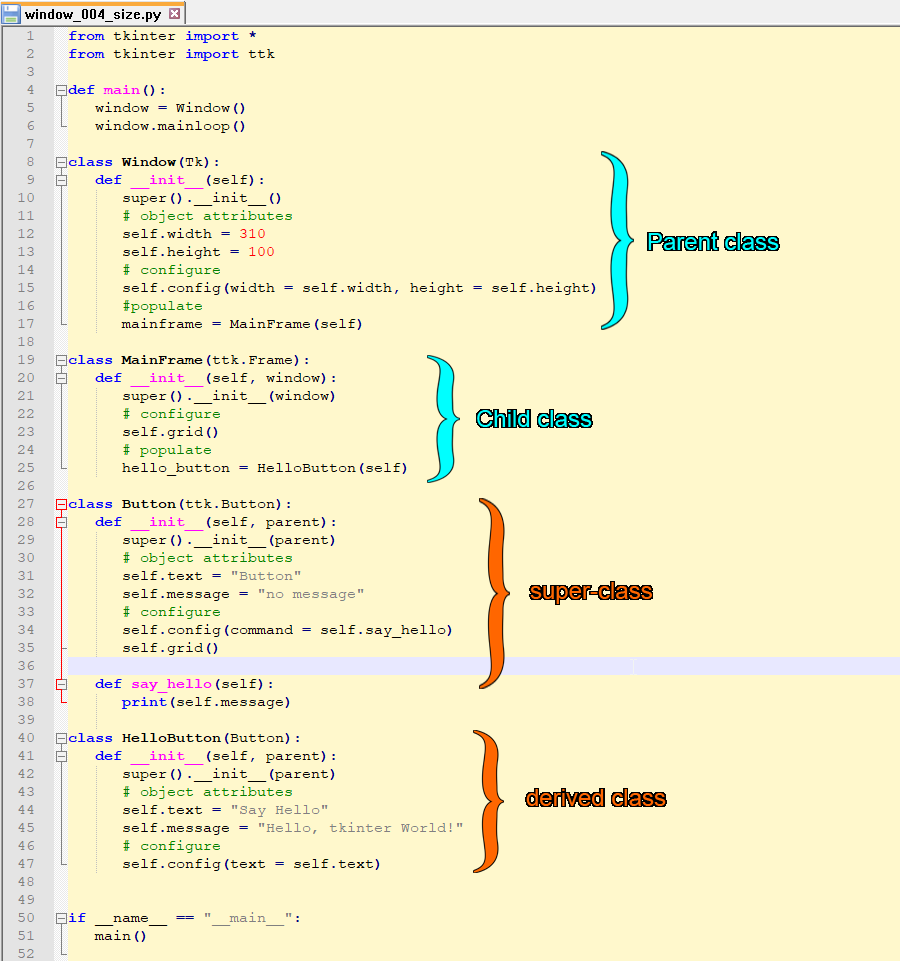 window_004_size.py
1 from tkinter import *
2 from tkinter import ttk
3
4 def main():
5 window = Window()
6 window.mainloop()
7
8 class Window(Tk):
9 def __init__(self):
10 super().__init__()
11 # object attributes
12 self.width = 310
13 self.height = 100
14 # configure
15 self.config(width = self.width, height = self.height)
16 #populate
17 mainframe = MainFrame(self)
Parent class
18
19 class MainFrame(ttk.Frame):
20 def __init__(self, window):
21 super().__init__(window)
22 # configure
23 self.grid()
24 # populate
25 hello_button = HelloButton(self)
Child class
26
27 class Button(ttk.Button):
28 def __init__(self, parent):
29 super().__init__(parent)
30 # object attributes
31 self.text = "Button"
32 self.message = "no message"
33 # configure
34 self.config(command = self.say_hello)
35 self.grid()
36
37 def say_hello(self):
38 print(self.message)
super-class
39
40 class HelloButton(Button):
41 def __init__(self, parent):
42 super().__init__(parent)
43 # object attributes
44 self.text = "Say Hello"
45 self.message = "Hello, tkinter World!"
46 # configure
47 self.config(text = self.text)
derived class
48
49
50 if __name__ == "__main__":
51 main()
52